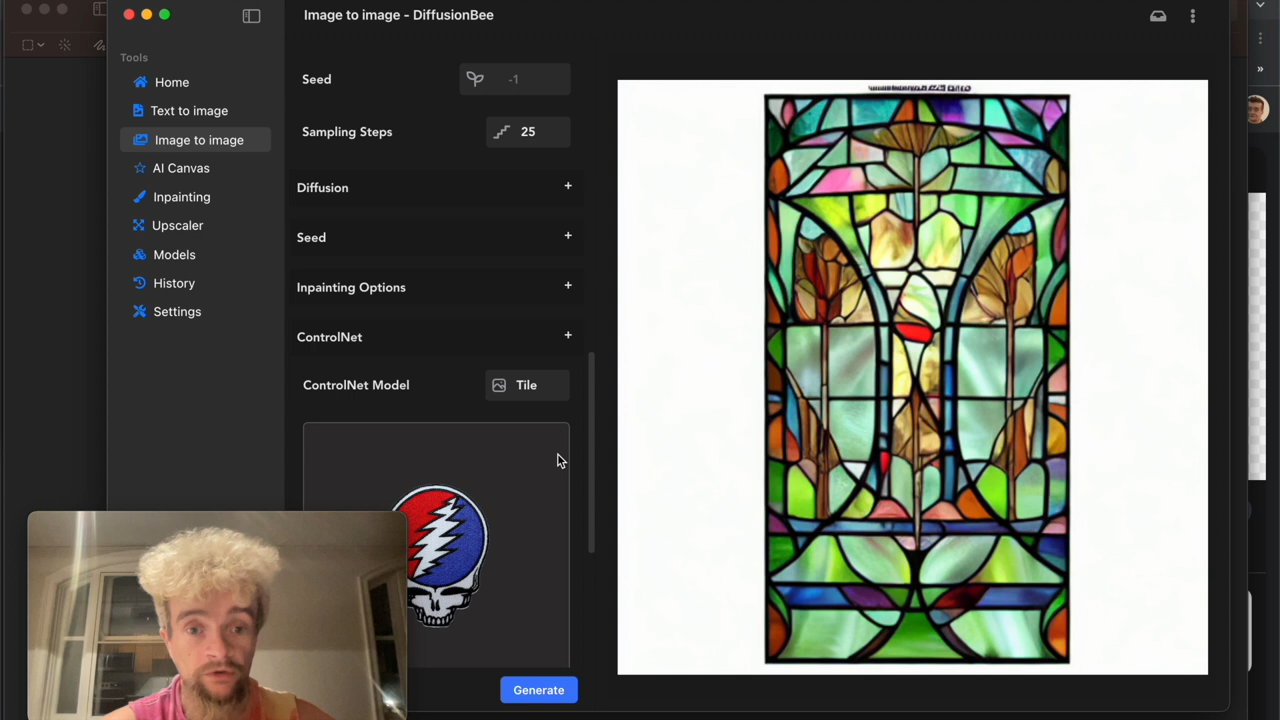 Image to image - DiffusionBee
Tools
Home
Text to image
Image to image
AI Canvas
Inpainting
Upscaler
Models
History
Settings
Seed
-1
Sampling Steps
25
Diffusion
+
Seed
+
Inpainting Options
+
ControlNet
+
ControlNet Model
Tile
Generate
»